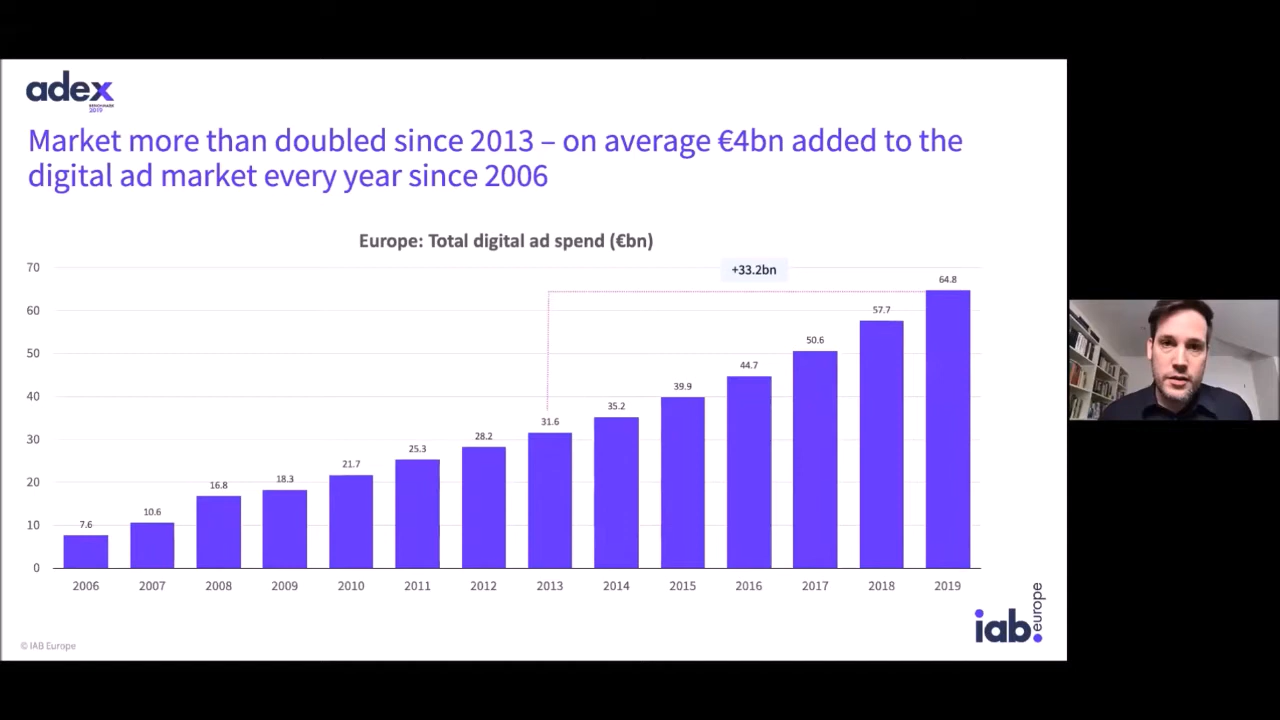 adex
BENCHMARK
2019
Market more than doubled since 2013 – on average €4bn added to the
digital ad market every year since 2006
Europe: Total digital ad spend (€bn)
+33.2bn
70
60
50
40
30
20
10
0
7.6
10.6
16.8
18.3
21.7
25.3
28.2
31.6
35.2
39.9
44.7
50.6
57.7
64.8
2006 2007 2008 2009 2010 2011 2012 2013 2014 2015 2016 2017 2018 2019
© IAB Europe
iab.
europe